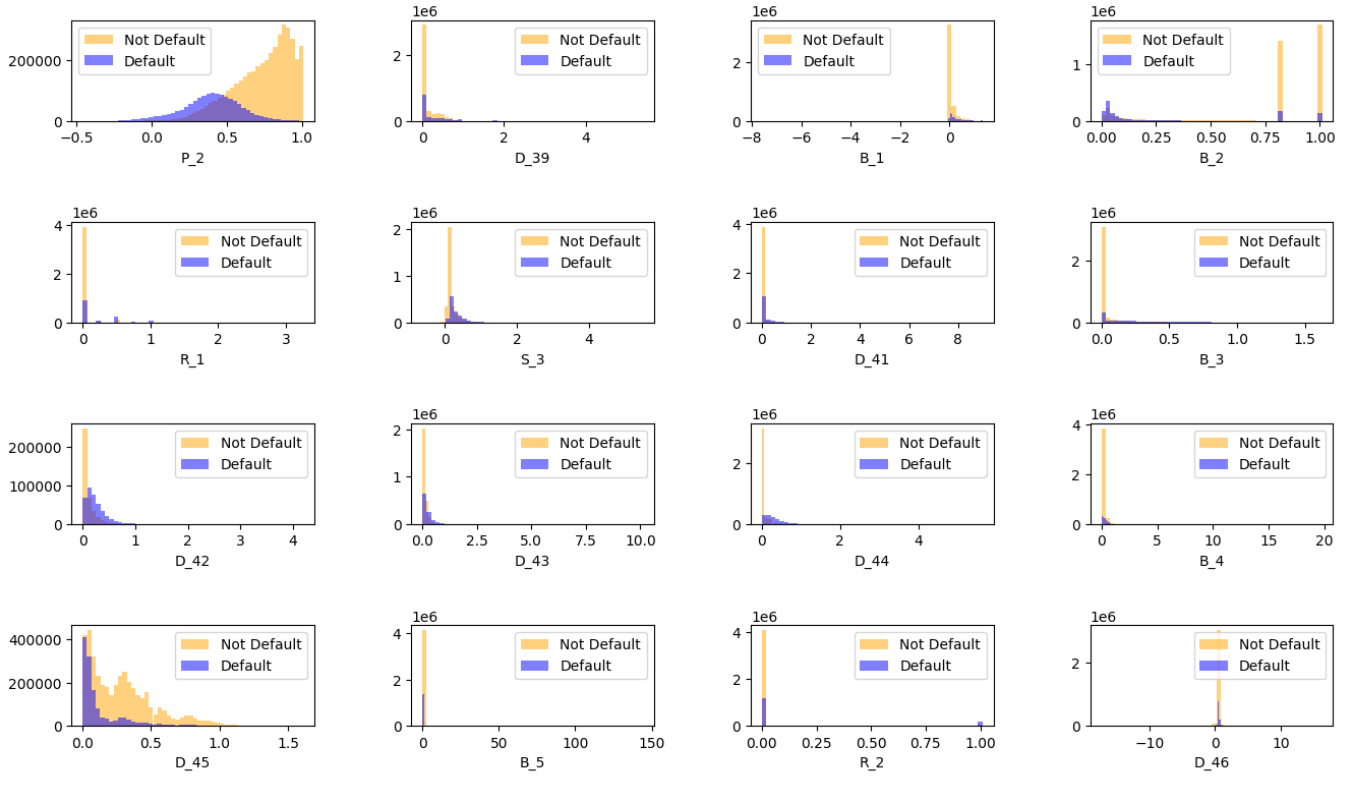 1e6 1e6 1e6
Not Default Not Default Not Default Not Default
Default Default Default Default
200000 2 2 1
0 0 0 0
−0.5 0.0 0.5 1.0 0 2 4 −8 −6 −4 −2 0 0.00 0.25 0.50 0.75 1.00
P_2 D_39 B_1 B_2
1e6 1e6 1e6 1e6
4 2 4
Not Default Not Default Not Default Not Default
Default Default Default Default
2 1 2 2
0 0 0 0
0 1 2 3 0 2 4 0 2 4 6 8 0.0 0.5 1.0 1.5
R_1 S_3 D_41 B_3
1e6 1e6 1e6
2 4
Not Default Not Default Not Default Not Default
200000
Default Default Default Default
100000 1 2 2
0 0 0 0
0 1 2 3 4 0.0 2.5 5.0 7.5 10.0 0 2 4 0 5 10 15 20
D_42 D_43 D_44 B_4
1e6 1e6 1e6
400000 4 4
Not Default Not Default Not Default Not Default
Default Default Default Default
200000 2 2 2
0 0 0 0
0.0 0.5 1.0 1.5 0 50 100 150 0.00 0.25 0.50 0.75 1.00 −10 0 10
D_45 B_5 R_2 D_46